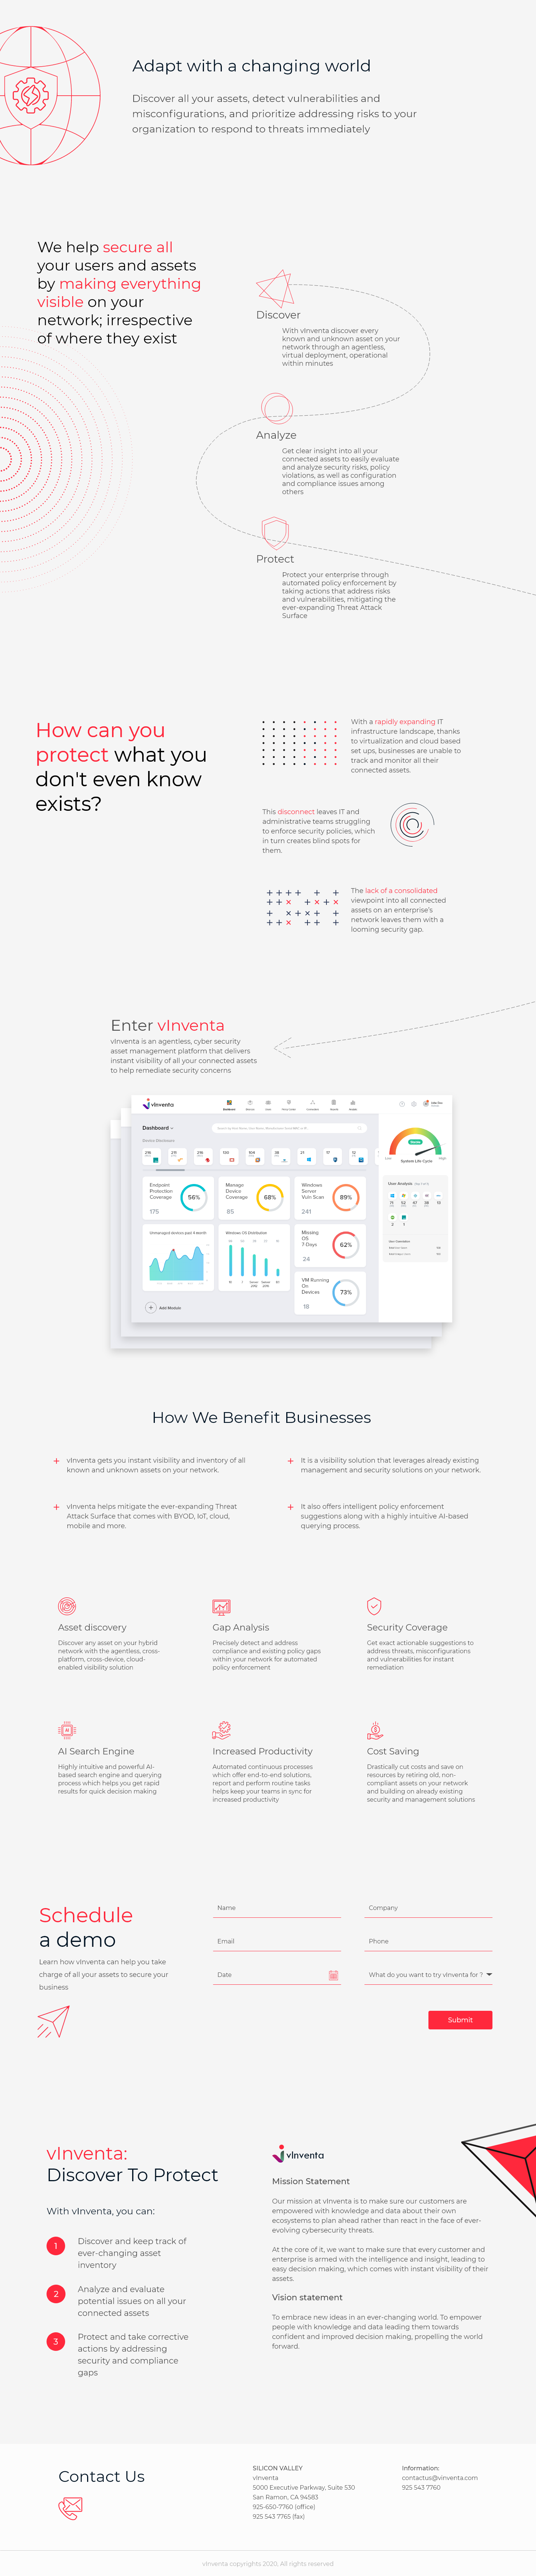 Adapt with a changing world
Discover all your assets, detect vulnerabilities and
misconfigurations, and prioritize addressing risks to your
organization to respond to threats immediately
We help secure all
your users and assets
by making everything
visible on your
network; irrespective
of where they exist
Discover
With vInventa discover every
known and unknown asset on your
network through an agentless,
virtual deployment, operational
within minutes
Analyze
Get clear insight into all your
connected assets to easily evaluate
and analyze security risks, policy
violations, as well as configuration
and compliance issues among
others
Protect
Protect your enterprise through
automated policy enforcement by
taking actions that address risks
and vulnerabilities, mitigating the
ever-expanding Threat Attack
Surface
How can you
protect what you
don't even know
exists?
With a rapidly expanding IT
infrastructure landscape, thanks
to virtualization and cloud based
set ups, businesses are unable to
track and monitor all their
connected assets.
This disconnect leaves IT and
administrative teams struggling
to enforce security policies, which
in turn creates blind spots for
them.
The lack of a consolidated
viewpoint into all connected
assets on an enterprise's
network leaves them with a
looming security gap.
Enter vInventa
vInventa is an agentless, cyber security
asset management platform that delivers
instant visibility of all your connected assets
to help remediate security concerns
vInventa
Dashboard
Dashboard
Low
High
System Life Cycle
Endpoint
Protection
Coverage
175
56%
Manage
Device
Coverage
85
68%
Windows
Server
Vuln Scan
241
89%
User Analysis
Unmanaged devices past 4 month
Windows OS Distribution
Missing
OS
7 Days
24
62%
VM Running
On
Devices
18
73%
Add Module
How We Benefit Businesses
vInventa gets you instant visibility and inventory of all
known and unknown assets on your network.
It is a visibility solution that leverages already existing
management and security solutions on your network.
vInventa helps mitigate the ever-expanding Threat
Attack Surface that comes with BYOD, IoT, cloud,
mobile and more.
It also offers intelligent policy enforcement
suggestions along with a highly intuitive AI-based
querying process.
Asset discovery
Discover any asset on your hybrid
network with the agentless, cross-
platform, cross-device, cloud-
enabled visibility solution
Gap Analysis
Precisely detect and address
compliance and existing policy gaps
within your network for automated
policy enforcement
Security Coverage
Get exact actionable suggestions to
address threats, misconfigurations
and vulnerabilities for instant
remediation
AI Search Engine
Highly intuitive and powerful AI-
based search engine and querying
process which helps you get rapid
results for quick decision making
Increased Productivity
Automated continuous processes
which offer end-to-end solutions,
report and perform routine tasks
helps keep your teams in sync for
increased productivity
Cost Saving
Drastically cut costs and save on
resources by retiring old, non-
compliant assets on your network
and building on already existing
security and management solutions
Schedule
a demo
Learn how vInventa can help you take
charge of all your assets to secure your
business
Name
Company
Email
Phone
Date
What do you want to try vInventa for ?
Submit
vInventa:
Discover To Protect
With vInventa, you can:
1
Discover and keep track of
ever-changing asset
inventory
2
Analyze and evaluate
potential issues on all your
connected assets
3
Protect and take corrective
actions by addressing
security and compliance
gaps
vInventa
Mission Statement
Our mission at vInventa is to make sure our customers are
empowered with knowledge and data about their own
ecosystems to plan ahead rather than react in the face of ever-
evolving cybersecurity threats.
At the core of it, we want to make sure that every customer and
enterprise is armed with the intelligence and insight, leading to
easy decision making, which comes with instant visibility of their
assets.
Vision statement
To embrace new ideas in an ever-changing world. To empower
people with knowledge and data leading them towards
confident and improved decision making, propelling the world
forward.
Contact Us
SILICON VALLEY
vInventa
5000 Executive Parkway, Suite 530
San Ramon, CA 94583
925-650-7760 (office)
925 543 7765 (fax)
Information:
contactus@vinventa.com
925 543 7760
vInventa copyrights 2020. All rights reserved